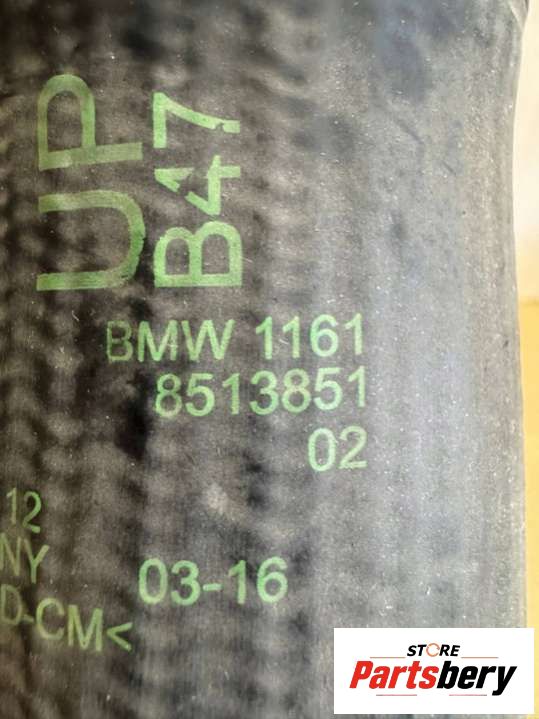 UP
B47
BMW 1161
8513851
02
12
NY
D-CM<
03-16
STORE
Partsbery